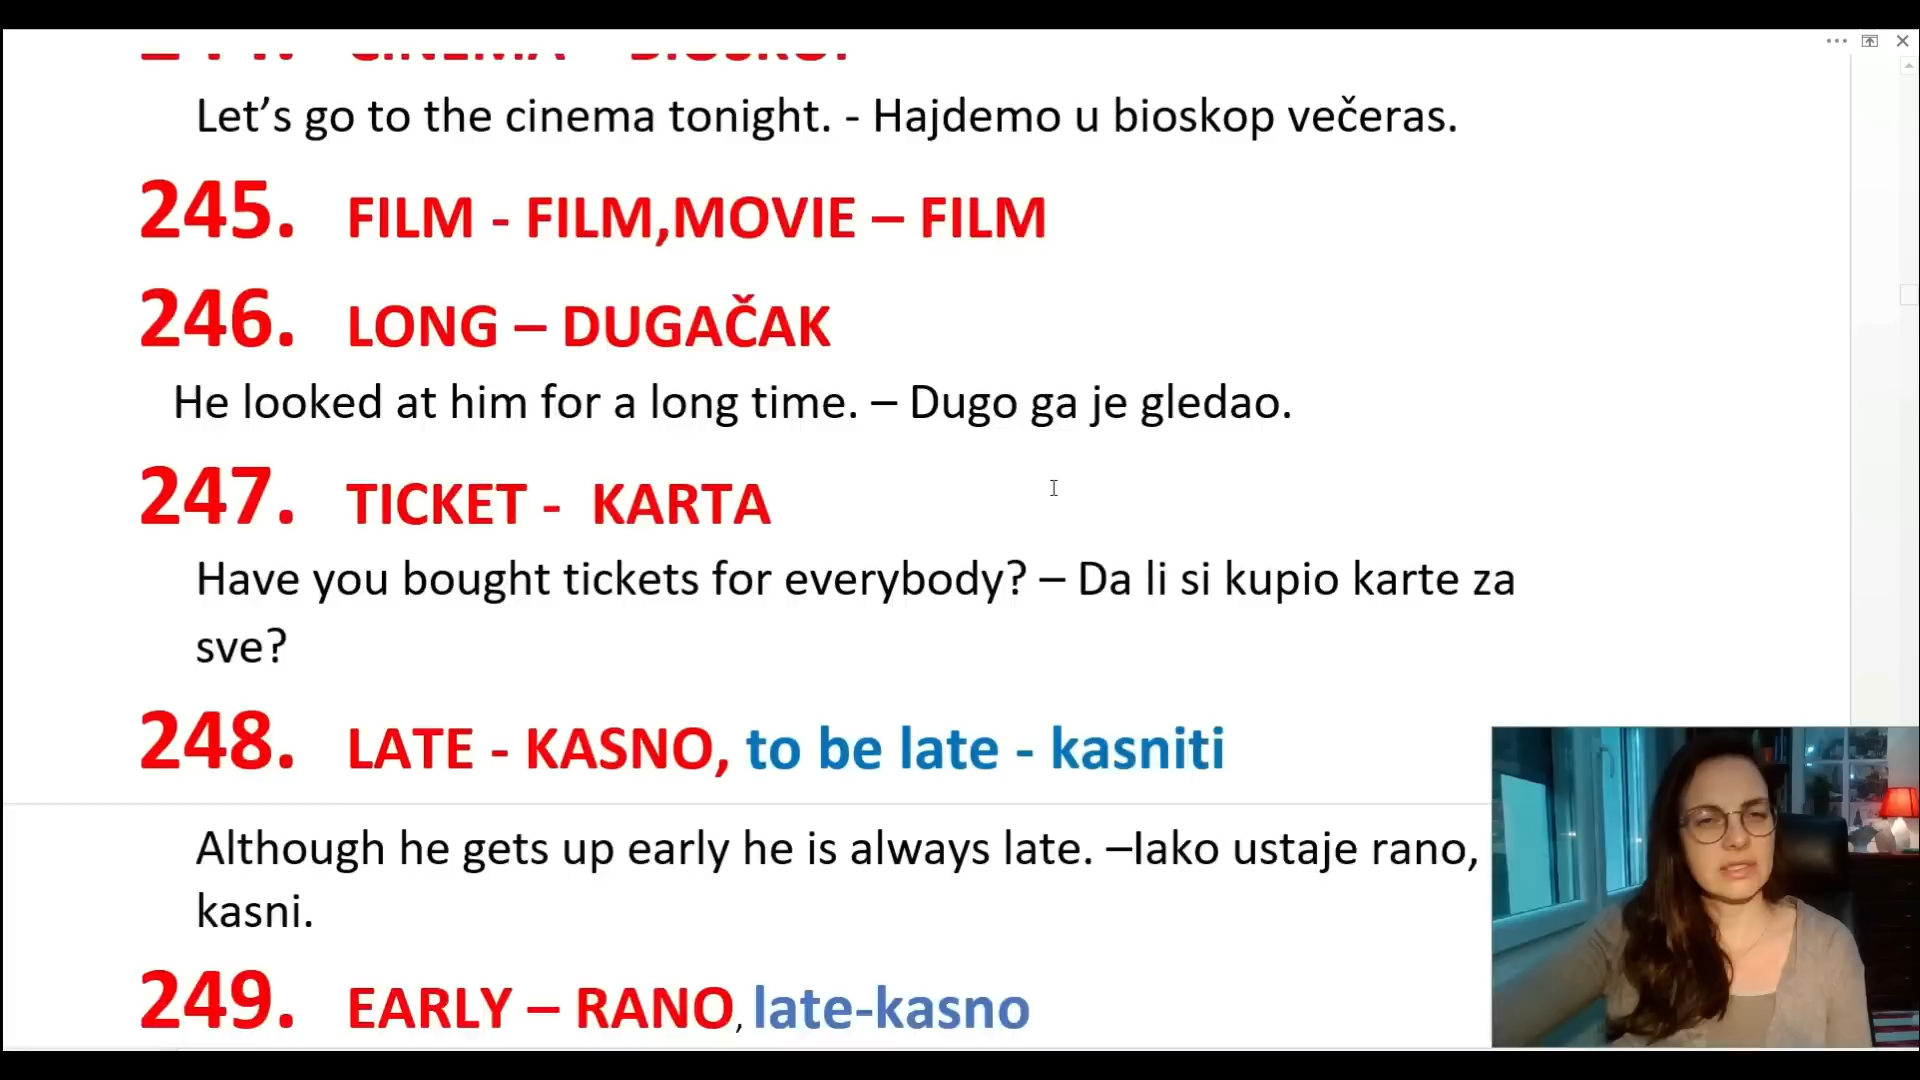 Let’s go to the cinema tonight. - Hajdemo u bioskop večeras.
245. FILM - FILM,MOVIE – FILM
246. LONG – DUGAČAK
He looked at him for a long time. – Dugo ga je gledao.
247. TICKET - KARTA
Have you bought tickets for everybody? – Da li si kupio karte za
sve?
248. LATE - KASNO, to be late - kasniti
Although he gets up early he is always late. –Iako ustaje rano,
kasni.
249. EARLY – RANO, late-kasno